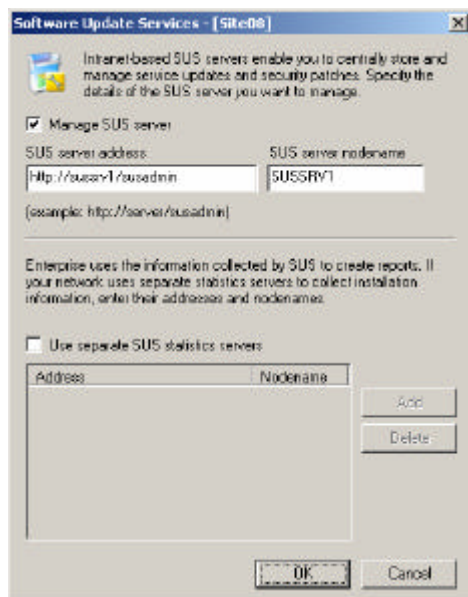 Software Update Services - [Site08]
Intranet-based SUS servers enable you to centrally store and
manage service updates and security patches. Specify the
details of the SUS server you want to manage.
Manage SUS server
SUS server address SUS server nodename
http://sussrv1/susadmin SUSSRV1
(example: http://server/susadmin)
Enterprise uses the information collected by SUS to create reports. If
your network uses separate statistics servers to collect installation
information, enter their addresses and nodenames.
Use separate SUS statistics servers
Address Nodename
Add
Delete
OK Cancel